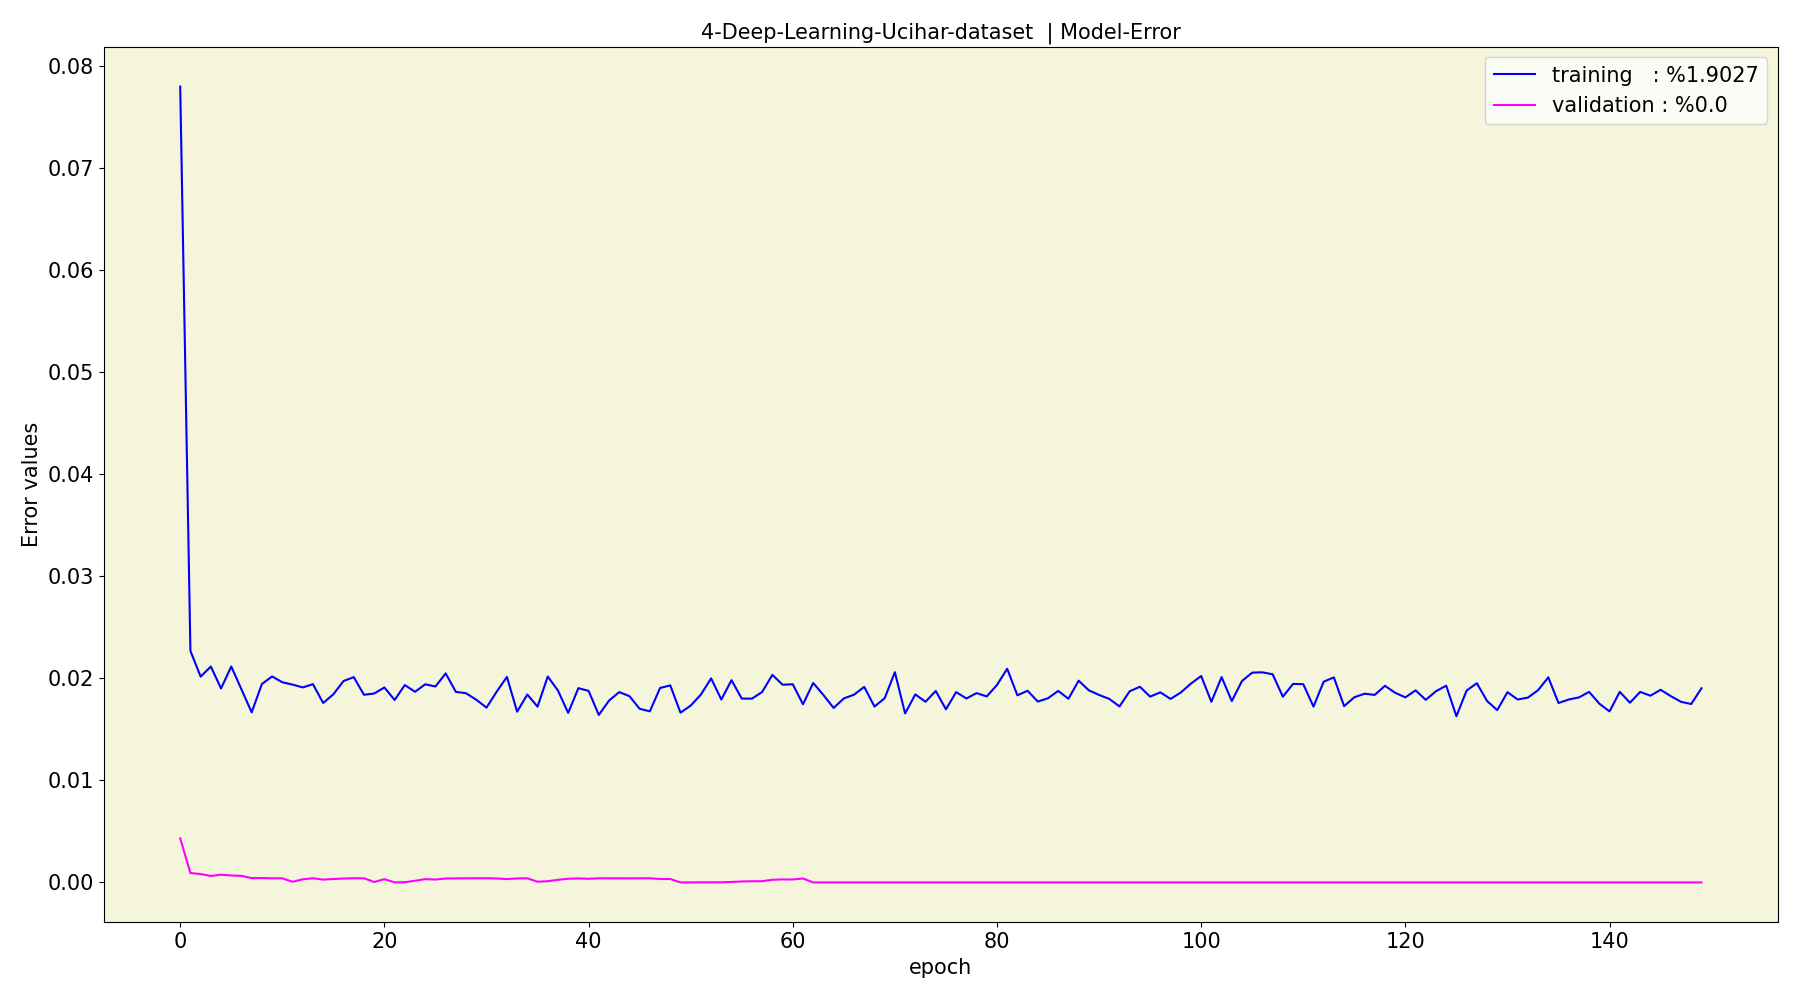 4-Deep-Learning-Ucihar-dataset  | Model-Error
training   : %1.9027
validation : %0.0
Error values
0.08
0.07
0.06
0.05
0.04
0.03
0.02
0.01
0.00
0 20 40 60 80 100 120 140
epoch